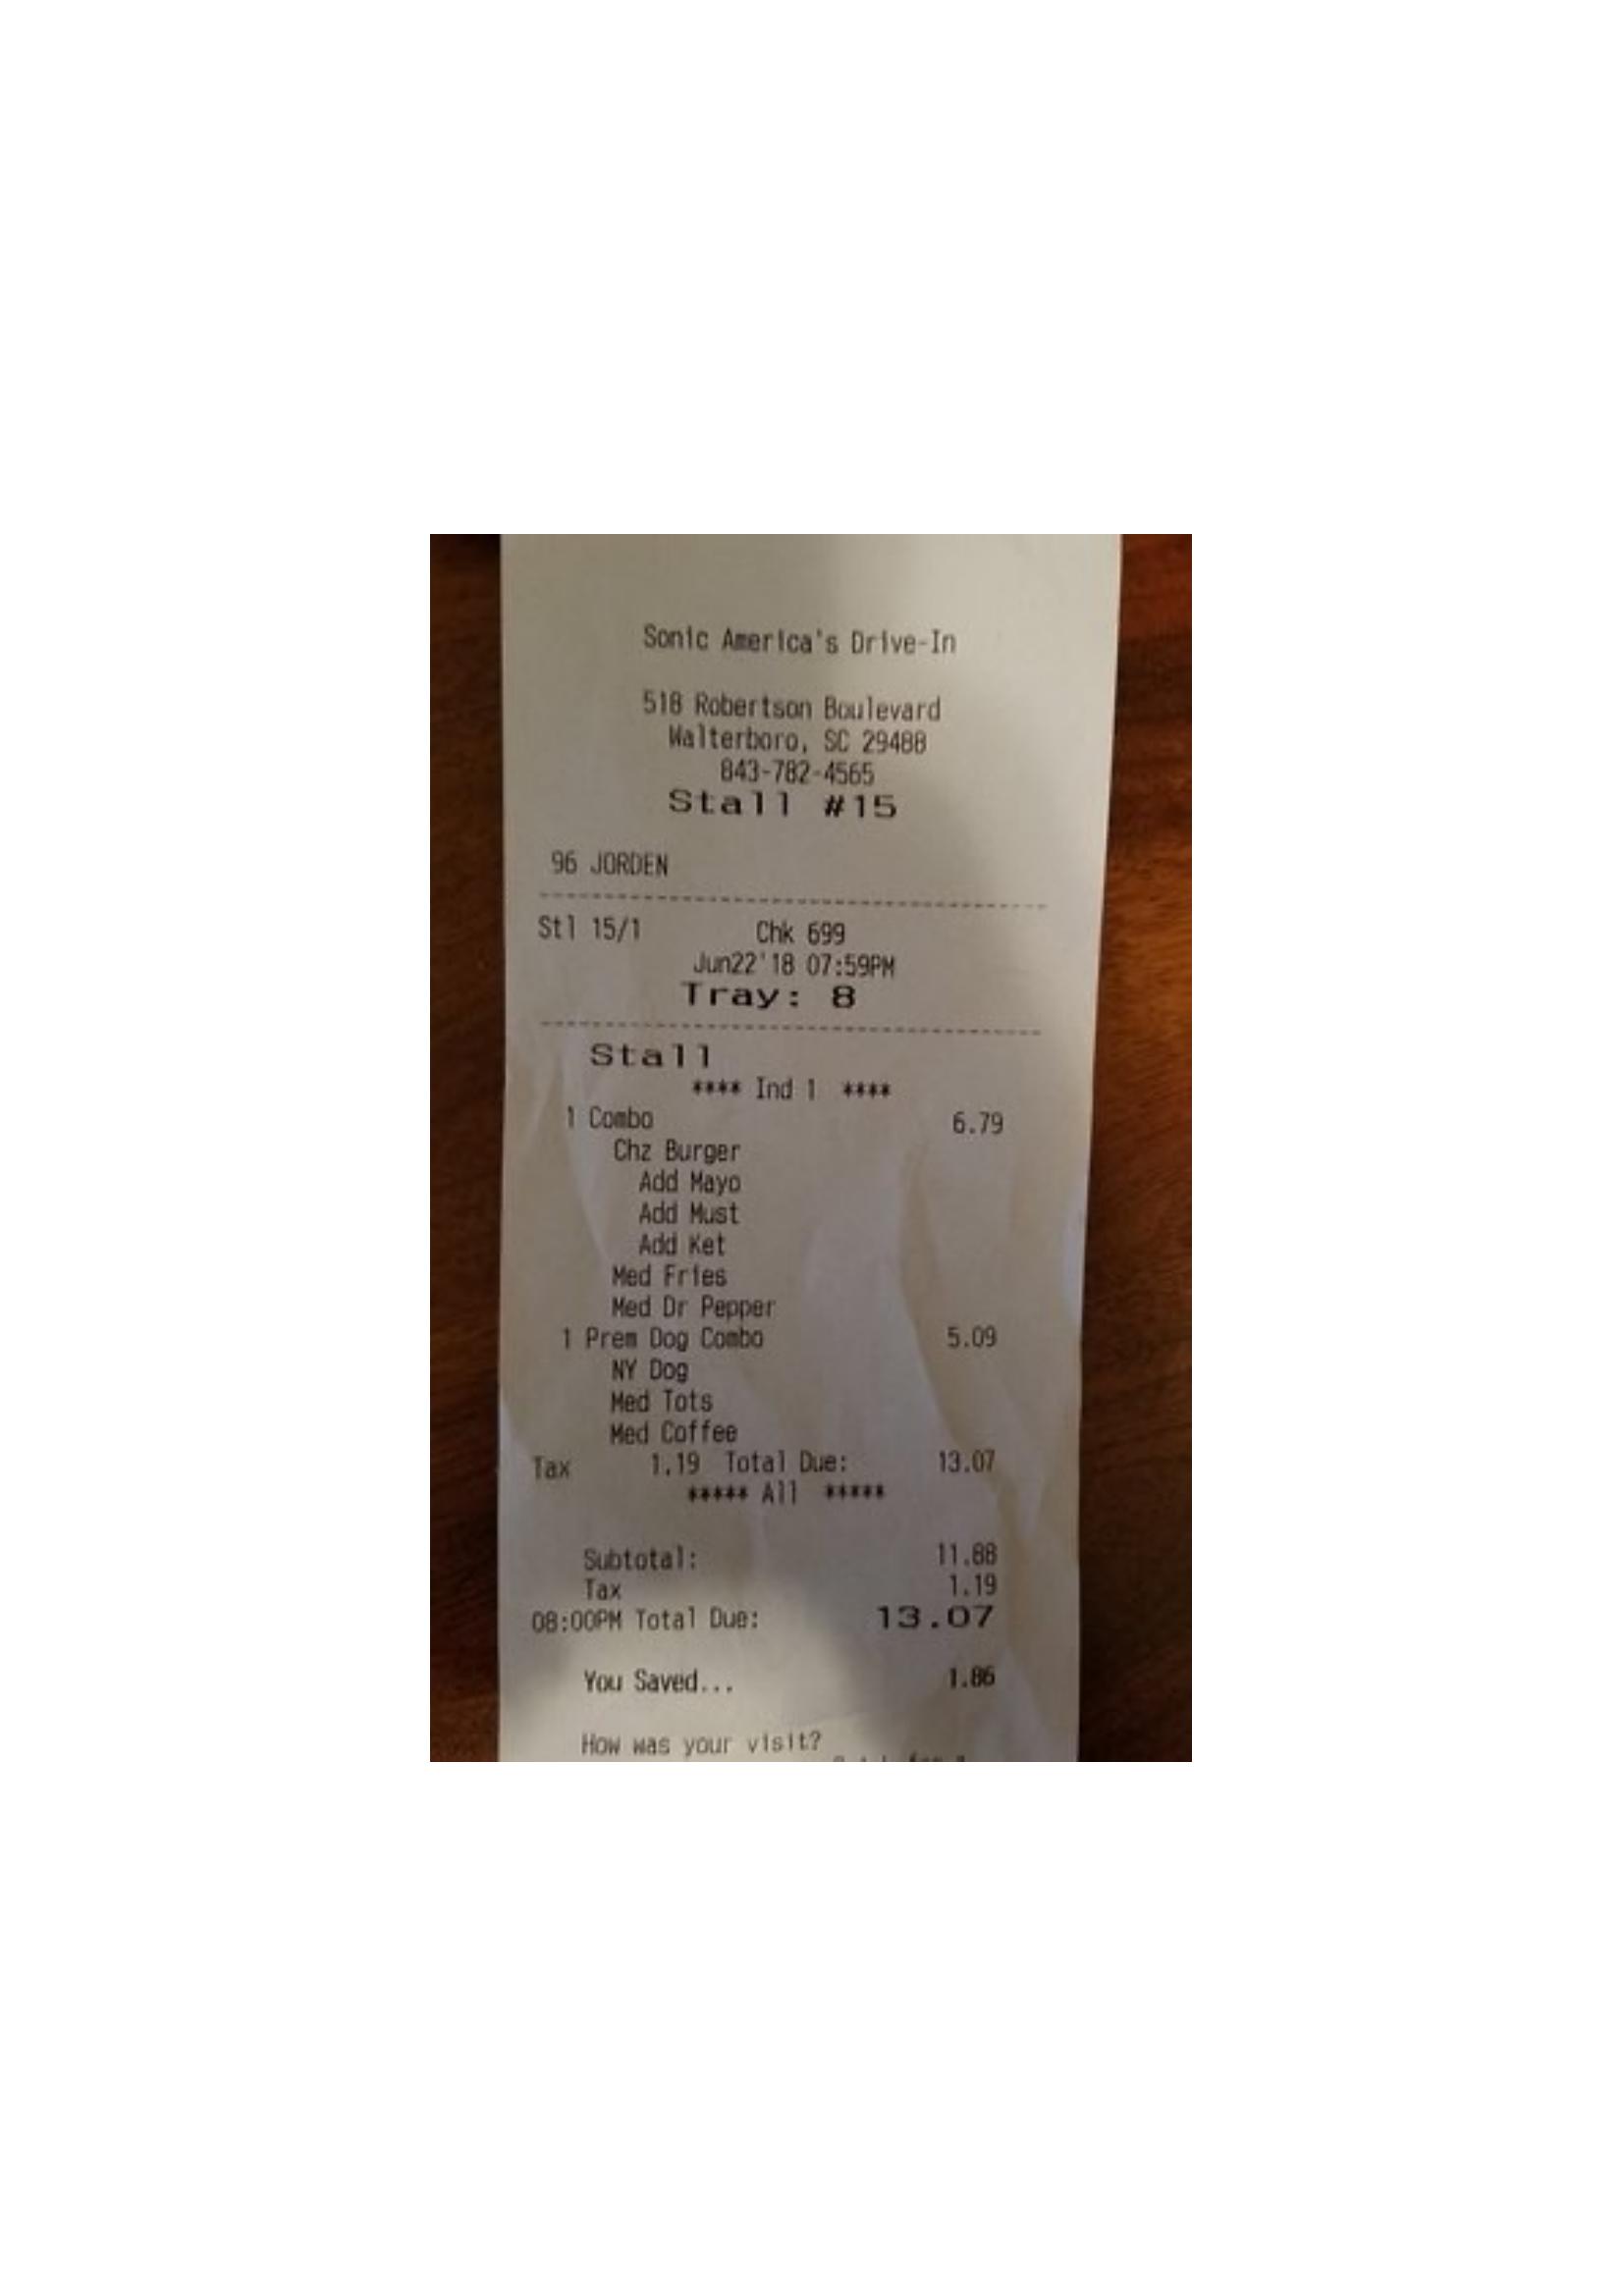 Sonic America's Drive-In
518 Robertson Boulevard
Walterboro, SC 29488
843-782-4565
Stall #15
96 JORDEN
Stl 15/1 Chk 699
Jun22'18 07:59PM
Tray: 8
Stall
**** Ind 1 ****
1 Combo 6.79
Chz Burger
Add Mayo
Add Must
Add Ket
Med Fries
Med Dr Pepper
1 Prem Dog Combo 5.09
NY Dog
Med Tots
Med Coffee
Tax 1.19 Total Due: 13.07
***** All *****
Subtotal: 11.88
Tax 1.19
08:00PM Total Due: 13.07
You Saved... 1.86
How was your visit?